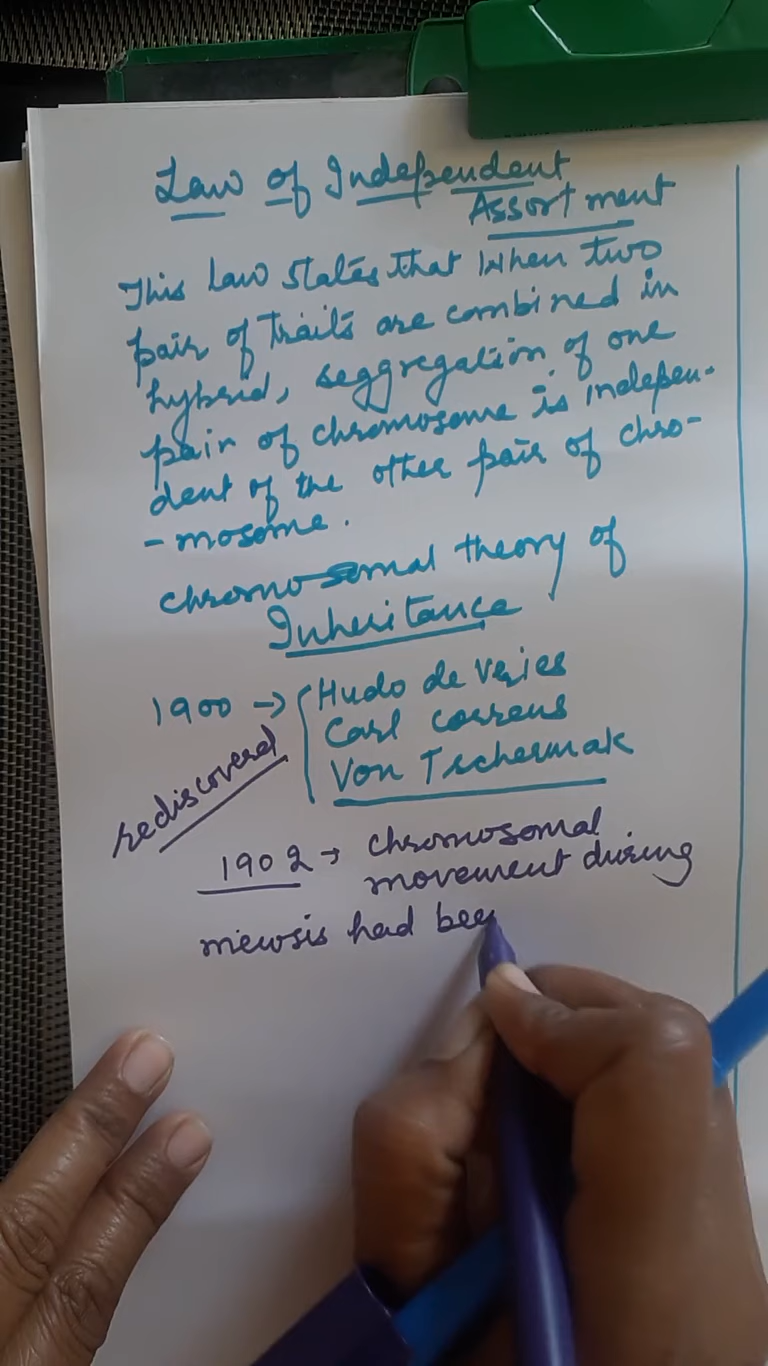 Law of Independent
Assortment
This Law states that when two
pair of traits are combined in
hybrid, seggregation of one
pair of chromosome is indepen-
dent of the other pair of chro-
-mosome.
chromosomal theory of
Inheritance
1900 → Hudo de Vries
Carl Correns
Von Tschermak
rediscovered
1902 → chromosomal
movement during
miewsis had been